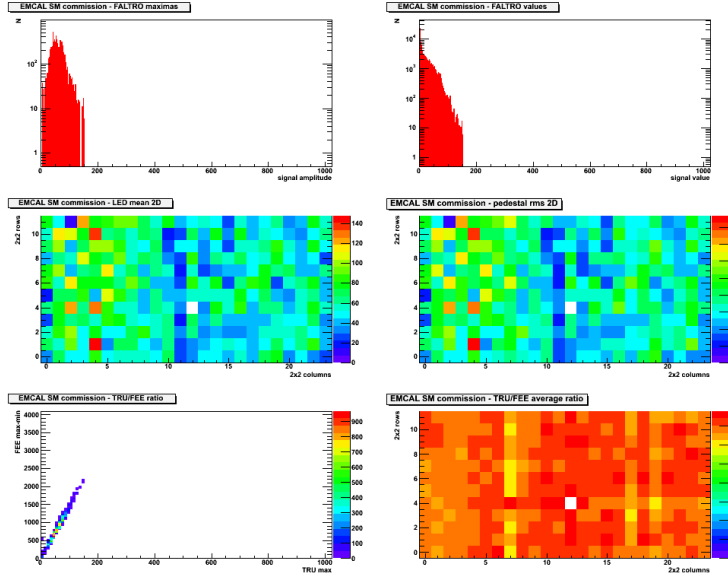 EMCAL SM commission - FALTRO maximas
N
10²
10
1
0 200 400 600 800 1000
signal amplitude
EMCAL SM commission - FALTRO values
N
10⁴
10³
10²
10
1
0 200 400 600 800 1000
signal value
EMCAL SM commission - LED mean 2D
2x2 rows
10
8
6
4
2
0
0 5 10 15 20
2x2 columns
140
120
100
80
60
40
20
0
EMCAL SM commission - pedestal rms 2D
2x2 rows
10
8
6
4
2
0
0 5 10 15 20
2x2 columns
EMCAL SM commission - TRU/FEE ratio
FEE max-min
4000
3500
3000
2500
2000
1500
1000
500
0
0 200 400 600 800 1000
TRU max
900
800
700
600
500
400
300
200
100
EMCAL SM commission - TRU/FEE average ratio
2x2 rows
10
8
6
4
2
0
0 5 10 15 20
2x2 columns